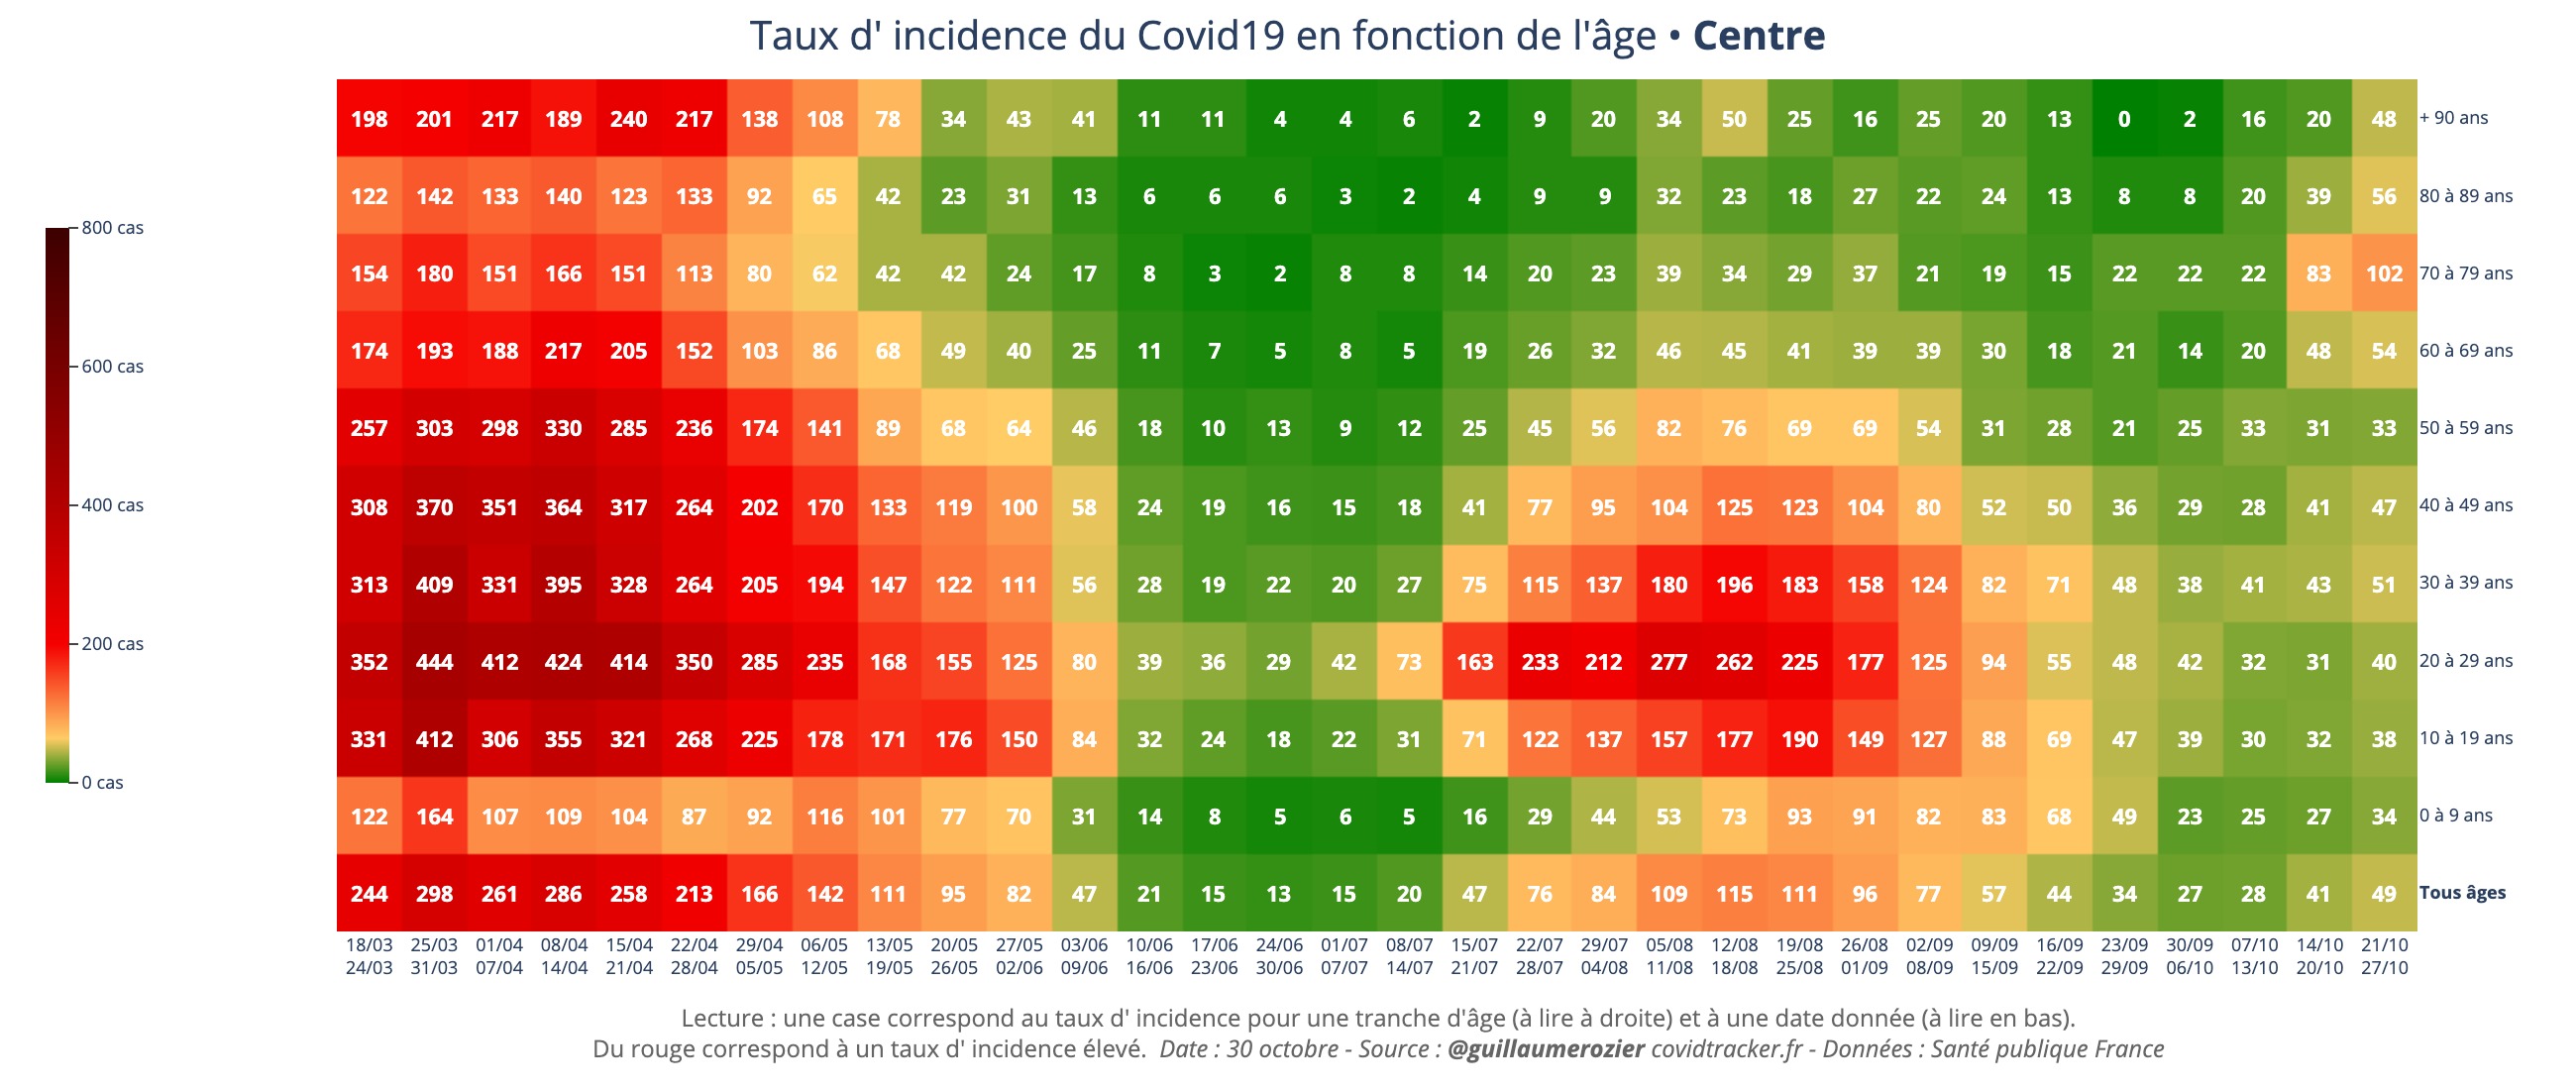 Taux d' incidence du Covid19 en fonction de l'âge • Centre
198 201 217 189 240 217 138 108 78 34 43 41 11 11 4 4 6 2 9 20 34 50 25 16 25 20 13 0 2 16 20 48 + 90 ans
122 142 133 140 123 133 92 65 42 23 31 13 6 6 6 3 2 4 9 9 32 23 18 27 22 24 13 8 8 20 39 56 80 à 89 ans
800 cas
154 180 151 166 151 113 80 62 42 42 24 17 8 3 2 8 8 14 20 23 39 34 29 37 21 19 15 22 22 22 83 102 70 à 79 ans
174 193 188 217 205 152 103 86 68 49 40 25 11 7 5 8 5 19 26 32 46 45 41 39 39 30 18 21 14 20 48 54 60 à 69 ans
600 cas
257 303 298 330 285 236 174 141 89 68 64 46 18 10 13 9 12 25 45 56 82 76 69 69 54 31 28 21 25 33 31 33 50 à 59 ans
400 cas
308 370 351 364 317 264 202 170 133 119 100 58 24 19 16 15 18 41 77 95 104 125 123 104 80 52 50 36 29 28 41 47 40 à 49 ans
313 409 331 395 328 264 205 194 147 122 111 56 28 19 22 20 27 75 115 137 180 196 183 158 124 82 71 48 38 41 43 51 30 à 39 ans
200 cas
352 444 412 424 414 350 285 235 168 155 125 80 39 36 29 42 73 163 233 212 277 262 225 177 125 94 55 48 42 32 31 40 20 à 29 ans
331 412 306 355 321 268 225 178 171 176 150 84 32 24 18 22 31 71 122 137 157 177 190 149 127 88 69 47 39 30 32 38 10 à 19 ans
0 cas
122 164 107 109 104 87 92 116 101 77 70 31 14 8 5 6 5 16 29 44 53 73 93 91 82 83 68 49 23 25 27 34 0 à 9 ans
244 298 261 286 258 213 166 142 111 95 82 47 21 15 13 15 20 47 76 84 109 115 111 96 77 57 44 34 27 28 41 49 Tous âges
18/03 25/03 01/04 08/04 15/04 22/04 29/04 06/05 13/05 20/05 27/05 03/06 10/06 17/06 24/06 01/07 08/07 15/07 22/07 29/07 05/08 12/08 19/08 26/08 02/09 09/09 16/09 23/09 30/09 07/10 14/10 21/10
24/03 31/03 07/04 14/04 21/04 28/04 05/05 12/05 19/05 26/05 02/06 09/06 16/06 23/06 30/06 07/07 14/07 21/07 28/07 04/08 11/08 18/08 25/08 01/09 08/09 15/09 22/09 29/09 06/10 13/10 20/10 27/10
Lecture : une case correspond au taux d' incidence pour une tranche d'âge (à lire à droite) et à une date donnée (à lire en bas).
Du rouge correspond à un taux d' incidence élevé. Date : 30 octobre - Source : @guillaumerozier covidtracker.fr - Données : Santé publique France